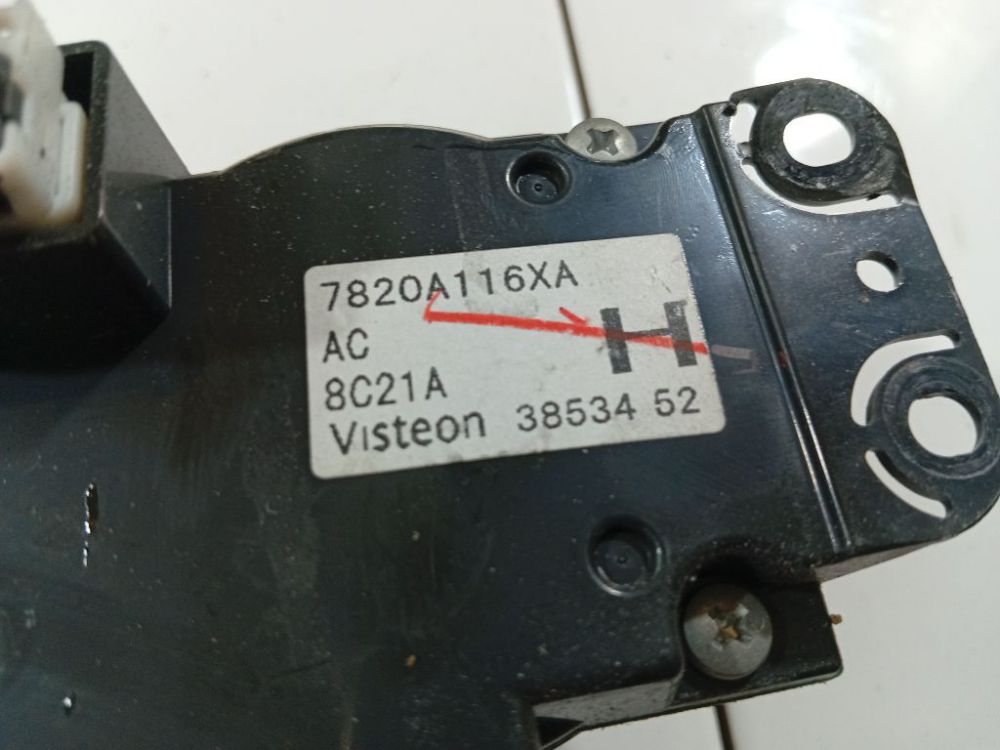 7820A116XA
AC
H
8C21A
Visteon 38534 52